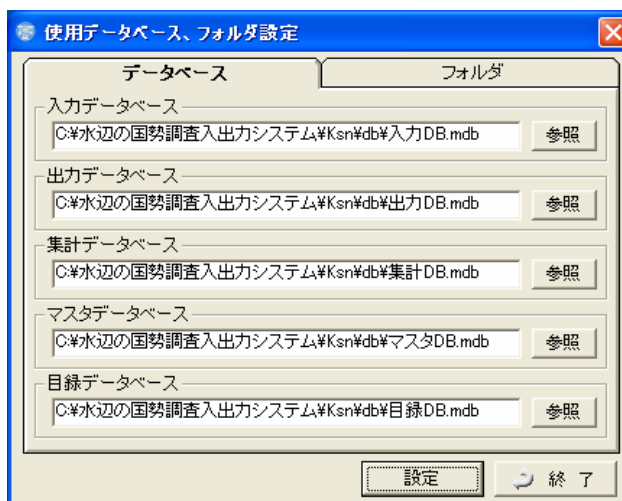 使用データベース、フォルダ設定
データベース フォルダ
入力データベース
C:¥水辺の国勢調査入出力システム¥Ksn¥db¥入力DB.mdb 参照
出力データベース
C:¥水辺の国勢調査入出力システム¥Ksn¥db¥出力DB.mdb 参照
集計データベース
C:¥水辺の国勢調査入出力システム¥Ksn¥db¥集計DB.mdb 参照
マスタデータベース
C:¥水辺の国勢調査入出力システム¥Ksn¥db¥マスタDB.mdb 参照
目録データベース
C:¥水辺の国勢調査入出力システム¥Ksn¥db¥目録DB.mdb 参照
設定 終 了